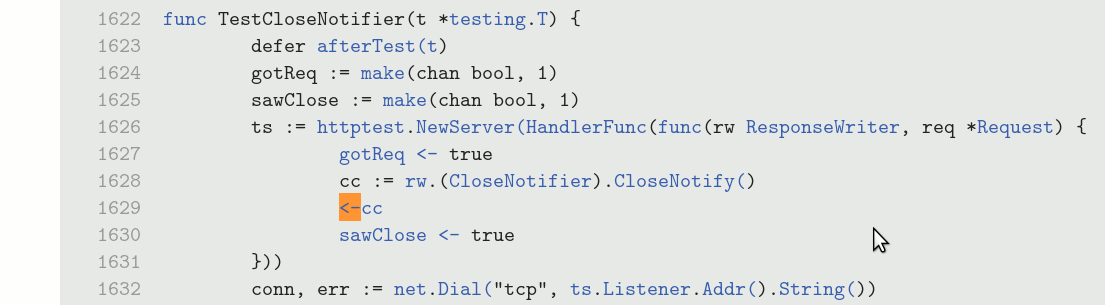 1622 func TestCloseNotifier(t *testing.T) {
1623         defer afterTest(t)
1624         gotReq := make(chan bool, 1)
1625         sawClose := make(chan bool, 1)
1626         ts := httptest.NewServer(HandlerFunc(func(rw ResponseWriter, req *Request) {
1627                 gotReq <- true
1628                 cc := rw.(CloseNotifier).CloseNotify()
1629                 <-cc
1630                 sawClose <- true
1631         }))
1632         conn, err := net.Dial("tcp", ts.Listener.Addr().String())